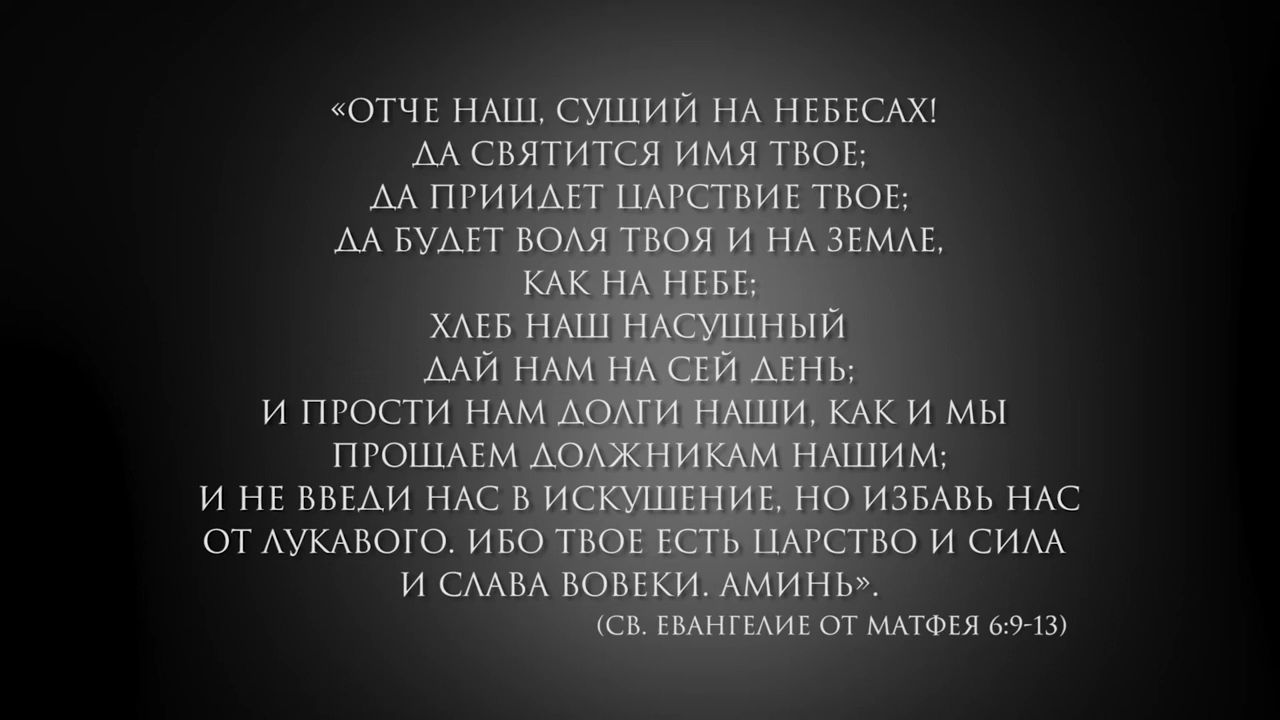 «ОТЧЕ НАШ, СУЩИЙ НА НЕБЕСАХ!
ДА СВЯТИТСЯ ИМЯ ТВОЕ;
ДА ПРИИДЕТ ЦАРСТВИЕ ТВОЕ;
ДА БУДЕТ ВОЛЯ ТВОЯ И НА ЗЕМЛЕ,
КАК НА НЕБЕ;
ХЛЕБ НАШ НАСУЩНЫЙ
ДАЙ НАМ НА СЕЙ ДЕНЬ;
И ПРОСТИ НАМ ДОЛГИ НАШИ, КАК И МЫ
ПРОЩАЕМ ДОЛЖНИКАМ НАШИМ;
И НЕ ВВЕДИ НАС В ИСКУШЕНИЕ, НО ИЗБАВЬ НАС
ОТ ЛУКАВОГО. ИБО ТВОЕ ЕСТЬ ЦАРСТВО И СИЛА
И СЛАВА ВОВЕКИ. АМИНЬ».
(СВ. ЕВАНГЕЛИЕ ОТ МАТФЕЯ 6:9-13)